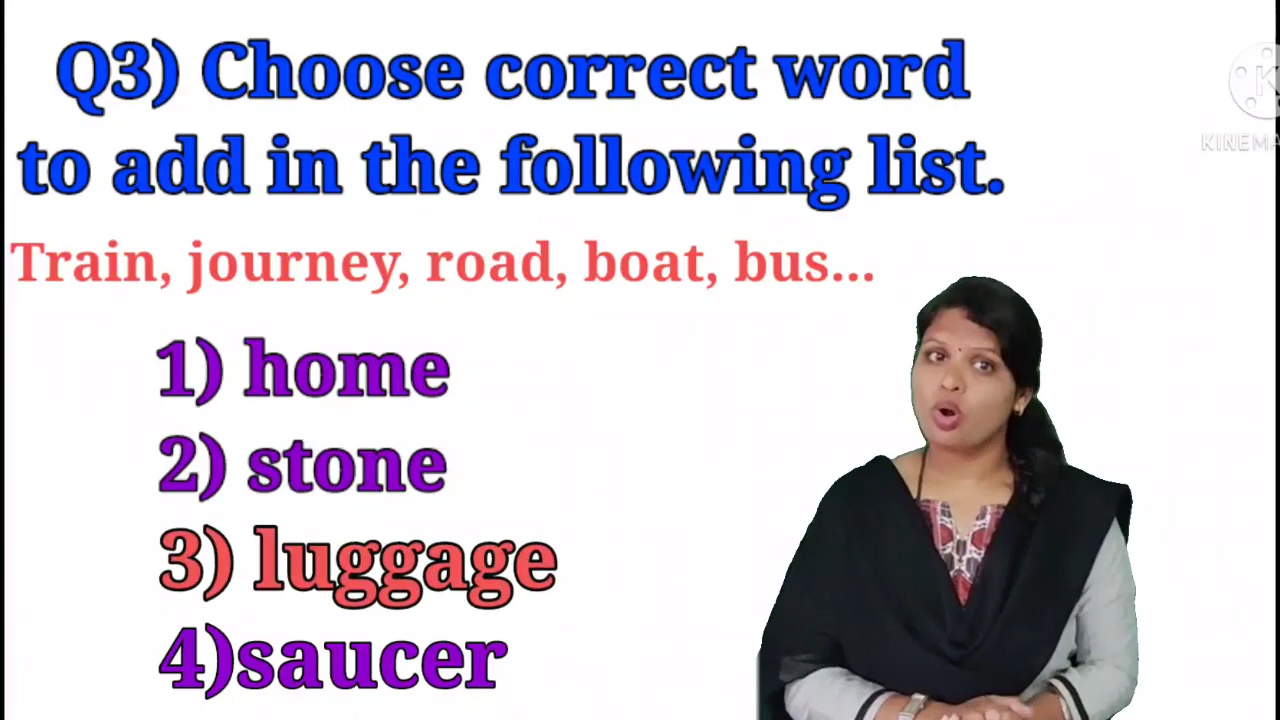 Q3) Choose correct word
to add in the following list.
Train, journey, road, boat, bus...
1) home
2) stone
3) luggage
4)saucer